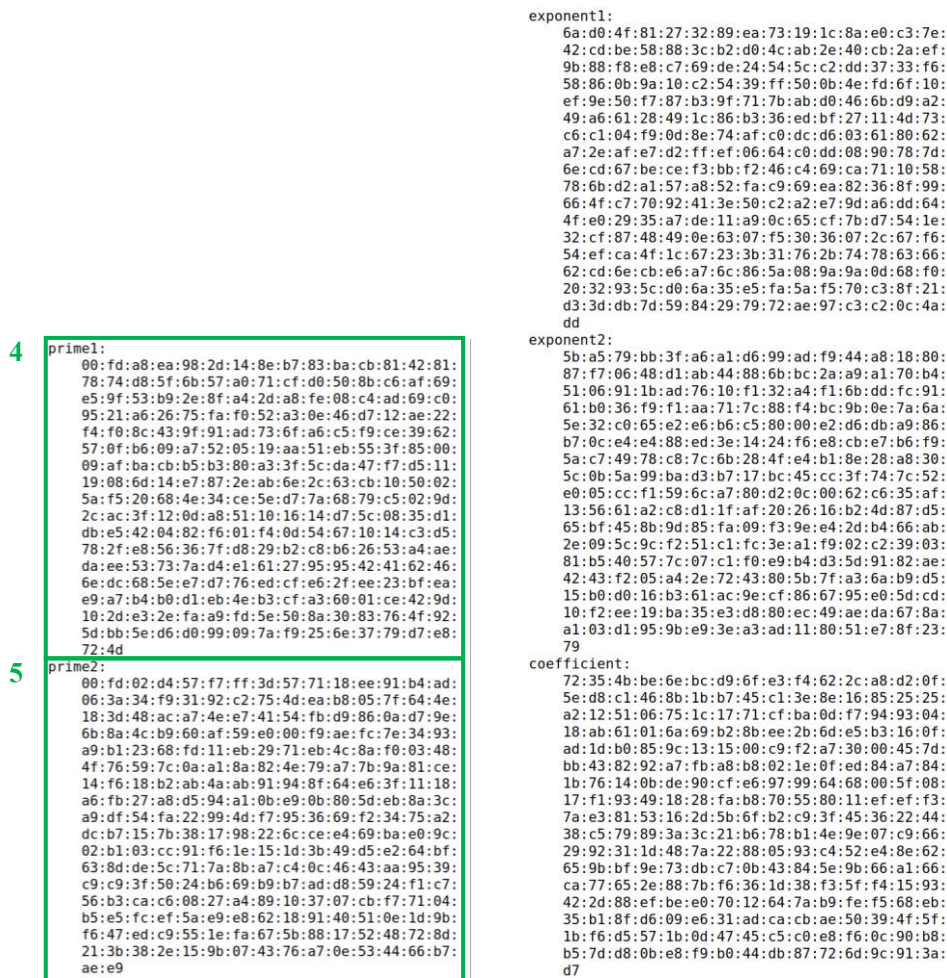 4
prime1:
00:fd:a8:ea:98:2d:14:8e:b7:83:ba:cb:81:42:81:
78:74:d8:5f:6b:57:a0:71:cf:d0:50:8b:c6:af:69:
e5:9f:53:b9:2e:8f:a4:2d:a8:fe:08:c4:ad:69:c0:
95:21:a6:26:75:fa:f0:52:a3:0e:46:d7:12:ae:22:
f4:f0:8c:43:9f:91:ad:73:6f:a6:c5:f9:ce:39:62:
57:0f:b6:09:a7:52:05:19:aa:51:eb:55:3f:85:00:
09:af:ba:cb:b5:b3:80:a3:3f:5c:da:47:f7:d5:11:
19:08:6d:14:e7:87:2e:ab:6e:2c:63:cb:10:50:02:
5a:f5:20:68:4e:34:ce:5e:d7:7a:68:79:c5:02:9d:
2c:ac:3f:12:0d:a8:51:10:16:14:d7:5c:08:35:d1:
db:e5:42:04:82:f6:01:f4:0d:54:67:10:14:c3:d5:
78:2f:e8:56:36:7f:d8:29:b2:c8:b6:26:53:a4:ae:
da:ee:53:73:7a:d4:e1:61:27:95:95:42:41:62:46:
6e:dc:68:5e:e7:d7:76:ed:cf:e6:2f:ee:23:bf:ea:
e9:a7:b4:b0:d1:eb:4e:b3:cf:a3:60:01:ce:42:9d:
10:2d:e3:2e:fa:a9:fd:5e:50:8a:30:83:76:4f:92:
5d:bb:5e:d6:d0:99:09:7a:f9:25:6e:37:79:d7:e8:
72:4d
5
prime2:
00:fd:02:d4:57:f7:ff:3d:57:71:18:ee:91:b4:ad:
06:3a:34:f9:31:92:c2:75:4d:ea:b8:05:7f:64:4e:
18:3d:48:ac:a7:4e:e7:41:54:fb:d9:86:0a:d7:9e:
6b:8a:4c:b9:60:af:59:e0:00:f9:ae:fc:7e:34:93:
a9:b1:23:68:fd:11:eb:29:71:eb:4c:8a:f0:03:48:
4f:76:59:7c:0a:a1:8a:82:4e:79:a7:7b:9a:81:ce:
14:f6:18:b2:ab:4a:ab:91:94:8f:64:e6:3f:11:18:
a6:fb:27:a8:d5:94:a1:0b:e9:0b:80:5d:eb:8a:3c:
a9:df:54:fa:22:99:4d:f7:95:36:69:f2:34:75:a2:
dc:b7:15:7b:38:17:98:22:6c:ce:e4:69:ba:e0:9c:
02:b1:03:cc:91:f6:1e:15:1d:3b:49:d5:e2:64:bf:
63:8d:de:5c:71:7a:8b:a7:c4:0c:46:43:aa:95:39:
c9:c9:3f:50:24:b6:69:b9:b7:ad:d8:59:24:f1:c7:
56:b3:ca:c6:08:27:a4:89:10:37:07:cb:f7:71:04:
b5:e5:fc:ef:5a:e9:e8:62:18:91:40:51:0e:1d:9b:
f6:47:ed:c9:55:1e:fa:67:5b:88:17:52:48:72:8d:
21:3b:38:2e:15:9b:07:43:76:a7:0e:53:44:66:b7:
ae:e9
exponent1:
6a:d0:4f:81:27:32:89:ea:73:19:1c:8a:e0:c3:7e:
42:cd:be:58:88:3c:b2:d0:4c:ab:2e:40:cb:2a:ef:
9b:88:f8:e8:c7:69:de:24:54:5c:c2:dd:37:33:f6:
58:86:0b:9a:10:c2:54:39:ff:50:0b:4e:fd:6f:10:
ef:9e:50:f7:87:b3:9f:71:7b:ab:d0:46:6b:d9:a2:
49:a6:61:28:49:1c:86:b3:36:ed:bf:27:11:4d:73:
c6:c1:04:f9:0d:8e:74:af:c0:dc:d6:03:61:80:62:
a7:2e:af:e7:d2:ff:ef:06:64:c0:dd:08:90:78:7d:
6e:cd:67:be:ce:f3:bb:f2:46:c4:69:ca:71:10:58:
78:6b:d2:a1:57:a8:52:fa:c9:69:ea:82:36:8f:99:
66:4f:c7:70:92:41:3e:50:c2:a2:e7:9d:a6:dd:64:
4f:e0:29:35:a7:de:11:a9:0c:65:cf:7b:d7:54:1e:
32:cf:87:48:49:0e:63:07:f5:30:36:07:2c:67:f6:
54:ef:ca:4f:1c:67:23:3b:31:76:2b:74:78:63:66:
62:cd:6e:cb:e6:a7:6c:86:5a:08:9a:9a:0d:68:f0:
20:32:93:5c:d0:6a:35:e5:fa:5a:f5:70:c3:8f:21:
d3:3d:db:7d:59:84:29:79:72:ae:97:c3:c2:0c:4a:
dd
exponent2:
5b:a5:79:bb:3f:a6:a1:d6:99:ad:f9:44:a8:18:80:
87:f7:06:48:d1:ab:44:88:6b:bc:2a:a9:a1:70:b4:
51:06:91:1b:ad:76:10:f1:32:a4:f1:6b:dd:fc:91:
61:b0:36:f9:f1:aa:71:7c:88:f4:bc:9b:0e:7a:6a:
5e:32:c0:65:e2:e6:b6:c5:80:00:e2:d6:db:a9:86:
b7:0c:e4:e4:88:ed:3e:14:24:f6:e8:cb:e7:b6:f9:
5a:c7:49:78:c8:7c:6b:28:4f:e4:b1:8e:28:a8:30:
5c:0b:5a:99:ba:d3:b7:17:bc:45:cc:3f:74:7c:52:
e0:05:cc:f1:59:6c:a7:80:d2:0c:00:62:c6:35:af:
13:56:61:a2:c8:d1:1f:af:20:26:16:b2:4d:87:d5:
65:bf:45:8b:9d:85:fa:09:f3:9e:e4:2d:b4:66:ab:
2e:09:5c:9c:f2:51:c1:fc:3e:a1:f9:02:c2:39:03:
81:b5:40:57:7c:07:c1:f0:e9:b4:d3:5d:91:82:ae:
42:43:f2:05:a4:2e:72:43:80:5b:7f:a3:6a:b9:d5:
15:b0:d0:16:b3:61:ac:9e:cf:86:67:95:e0:5d:cd:
10:f2:ee:19:ba:35:e3:d8:80:ec:49:ae:da:67:8a:
a1:03:d1:95:9b:e9:3e:a3:ad:11:80:51:e7:8f:23:
79
coefficient:
72:35:4b:be:6e:bc:d9:6f:e3:f4:62:2c:a8:d2:0f:
5e:d8:c1:46:8b:1b:b7:45:c1:3e:8e:16:85:25:25:
a2:12:51:06:75:1c:17:71:cf:ba:0d:f7:94:93:04:
18:ab:61:01:6a:69:b2:8b:ee:2b:6d:e5:b3:16:0f:
ad:1d:b0:85:9c:13:15:00:c9:f2:a7:30:00:45:7d:
bb:43:82:92:a7:fb:a8:b8:02:1e:0f:ed:84:a7:84:
1b:76:14:0b:de:90:cf:e6:97:99:64:68:00:5f:08:
17:f1:93:49:18:28:fa:b8:70:55:80:11:ef:ef:f3:
7a:e3:81:53:16:2d:5b:6f:b2:c9:3f:45:36:22:44:
38:c5:79:89:3a:3c:21:b6:78:b1:4e:9e:07:c9:66:
29:92:31:1d:48:7a:22:88:05:93:c4:52:e4:8e:62:
65:9b:bf:9e:73:db:c7:0b:43:84:5e:9b:66:a1:66:
ca:77:65:2e:88:7b:f6:36:1d:38:f3:5f:f4:15:93:
42:2d:88:ef:be:e0:70:12:64:7a:b9:fe:f5:68:eb:
35:b1:8f:d6:09:e6:31:ad:ca:cb:ae:50:39:4f:5f:
1b:f6:d5:57:1b:0d:47:45:c5:c0:e8:f6:0c:90:b8:
b5:7d:d8:0b:e8:f9:b0:44:db:87:72:6d:9c:91:3a:
d7